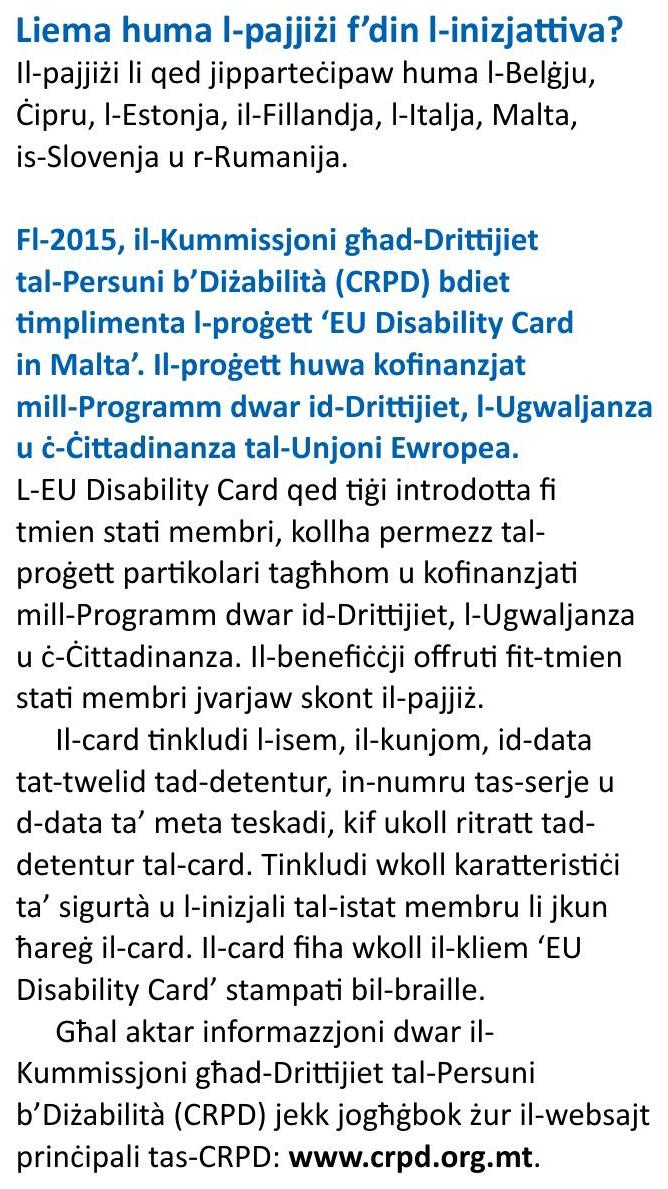 Liema huma l-pajjiżi f’din l-inizjattiva?
Il-pajjiżi li qed jipparteċipaw huma l-Belġju,
Ċipru, l-Estonja, il-Fillandja, l-Italja, Malta,
is-Slovenja u r-Rumanija.
Fl-2015, il-Kummissjoni għad-Drittijiet
tal-Persuni b’Diżabilità (CRPD) bdiet
timplimenta l-proġett ‘EU Disability Card
in Malta’. Il-proġett huwa kofinanzjat
mill-Programm dwar id-Drittijiet, l-Ugwaljanza
u ċ-Ċittadinanza tal-Unjoni Ewropea.
L-EU Disability Card qed tiġi introdotta fi
tmien stati membri, kollha permezz tal-
proġett partikolari tagħhom u kofinanzjati
mill-Programm dwar id-Drittijiet, l-Ugwaljanza
u ċ-Ċittadinanza. Il-benefiċċji offruti fit-tmien
stati membri jvarjaw skont il-pajjiż.
Il-card tinkludi l-isem, il-kunjom, id-data
tat-twelid tad-detentur, in-numru tas-serje u
d-data ta’ meta teskadi, kif ukoll ritratt tad-
detentur tal-card. Tinkludi wkoll karatteristiċi
ta’ sigurtà u l-inizjali tal-istat membru li jkun
ħareġ il-card. Il-card fiha wkoll il-kliem ‘EU
Disability Card’ stampati bil-braille.
Għal aktar informazzjoni dwar il-
Kummissjoni għad-Drittijiet tal-Persuni
b’Diżabilità (CRPD) jekk jogħġbok żur il-websajt
prinċipali tas-CRPD: www.crpd.org.mt.